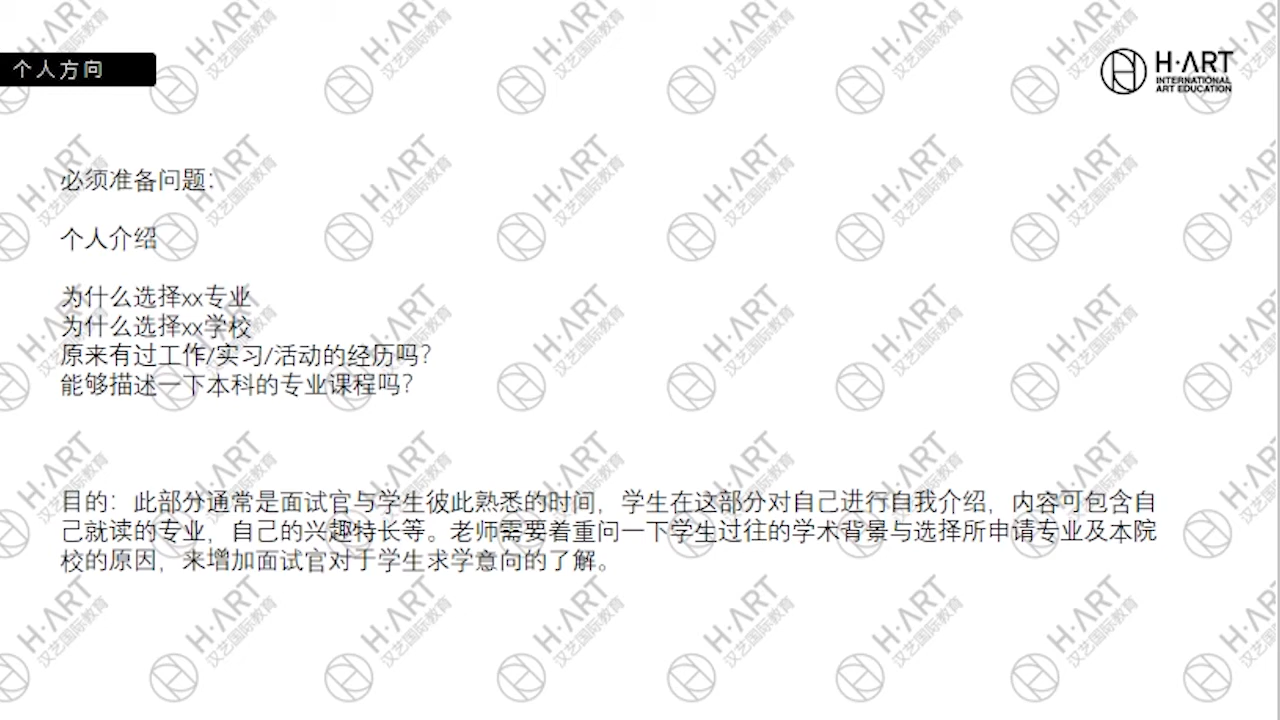 个人方向
H·ART
INTERNATIONAL
ART EDUCATION
必须准备问题：
个人介绍
为什么选择xx专业
为什么选择xx学校
原来有过工作/实习/活动的经历吗？
能够描述一下本科的专业课程吗？
目的：此部分通常是面试官与学生彼此熟悉的时间，学生在这部分对自己进行自我介绍，内容可包含自
己就读的专业，自己的兴趣特长等。老师需要着重问一下学生过往的学术背景与选择所申请专业及本院
校的原因，来增加面试官对于学生求学意向的了解。
H·ART
汉艺国际教育